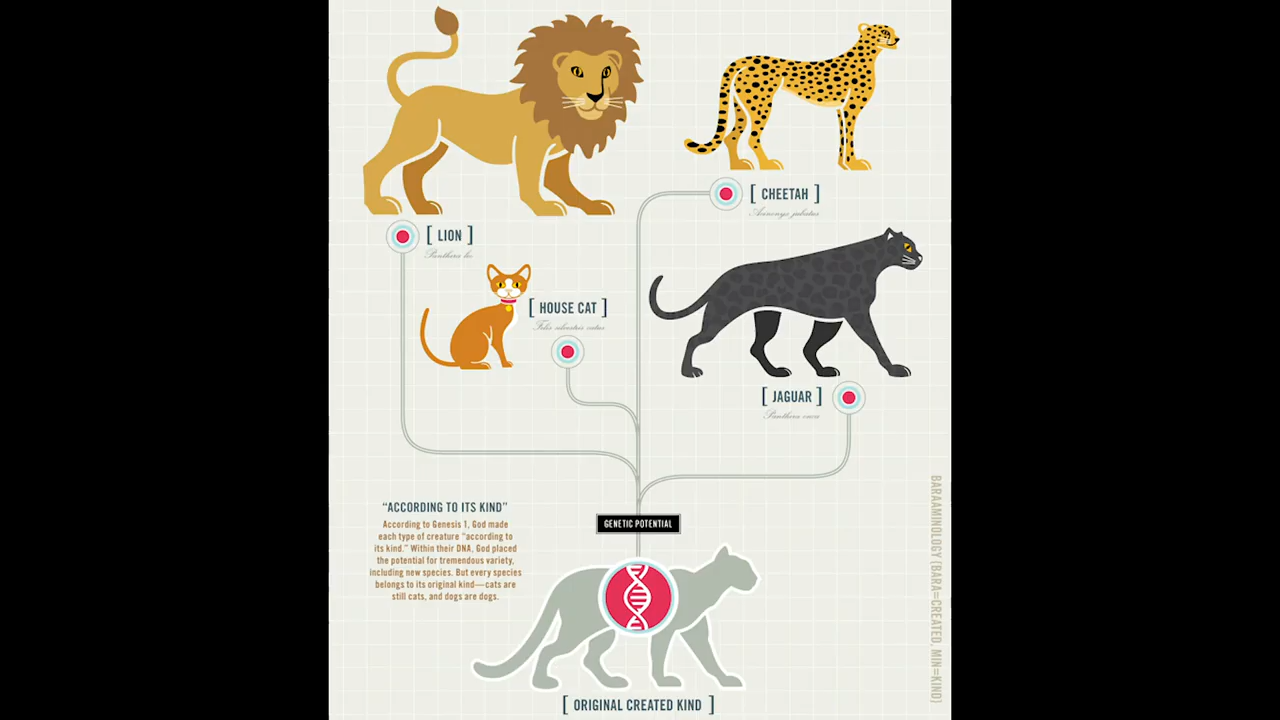 [ CHEETAH ]
[ LION ]
[ HOUSE CAT ]
[ JAGUAR ]
"ACCORDING TO ITS KIND"
According to Genesis 1, God made
each type of creature "according to
its kind." Within their DNA, God placed
the potential for tremendous variety,
including new species. But every species
belongs to its original kind—cats are
still cats, and dogs are dogs.
GENETIC POTENTIAL
[ ORIGINAL CREATED KIND ]
BARAAMINOLOGY (BARA=CREATED, MIN=KIND)